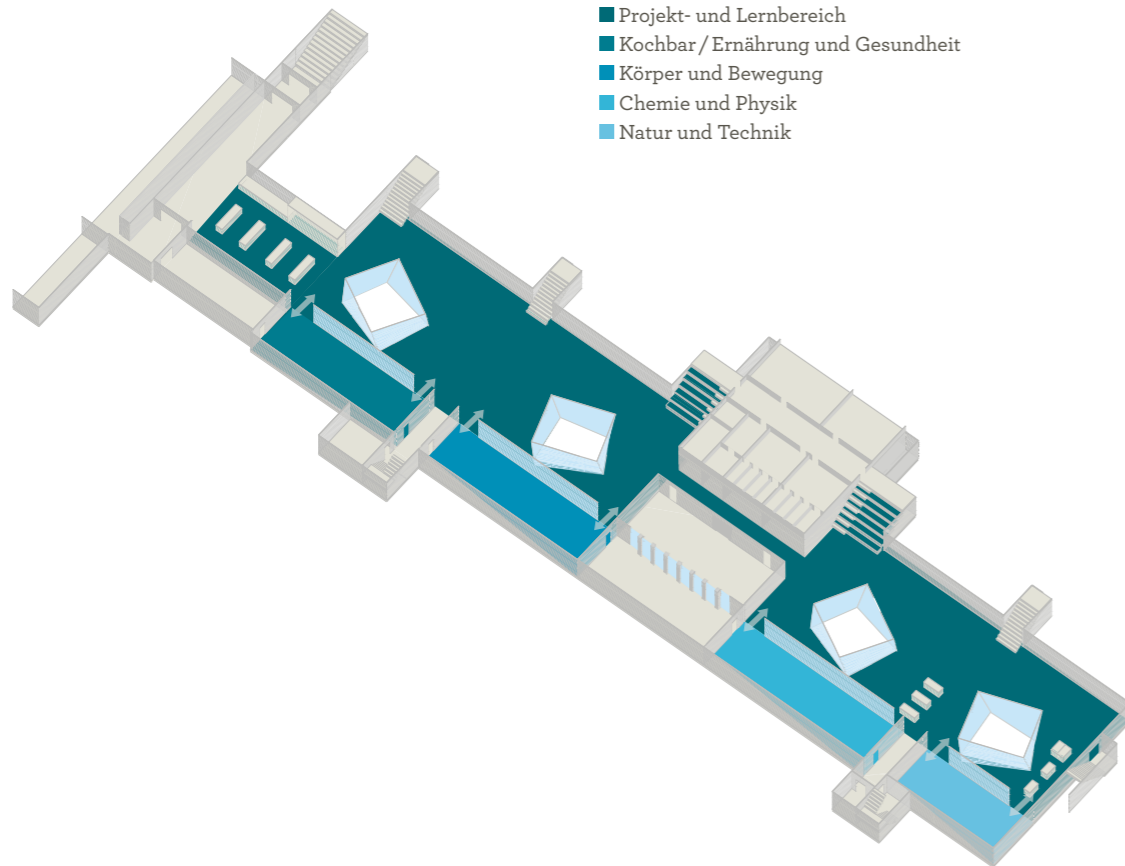 Projekt- und Lernbereich
Kochbar / Ernährung und Gesundheit
Körper und Bewegung
Chemie und Physik
Natur und Technik